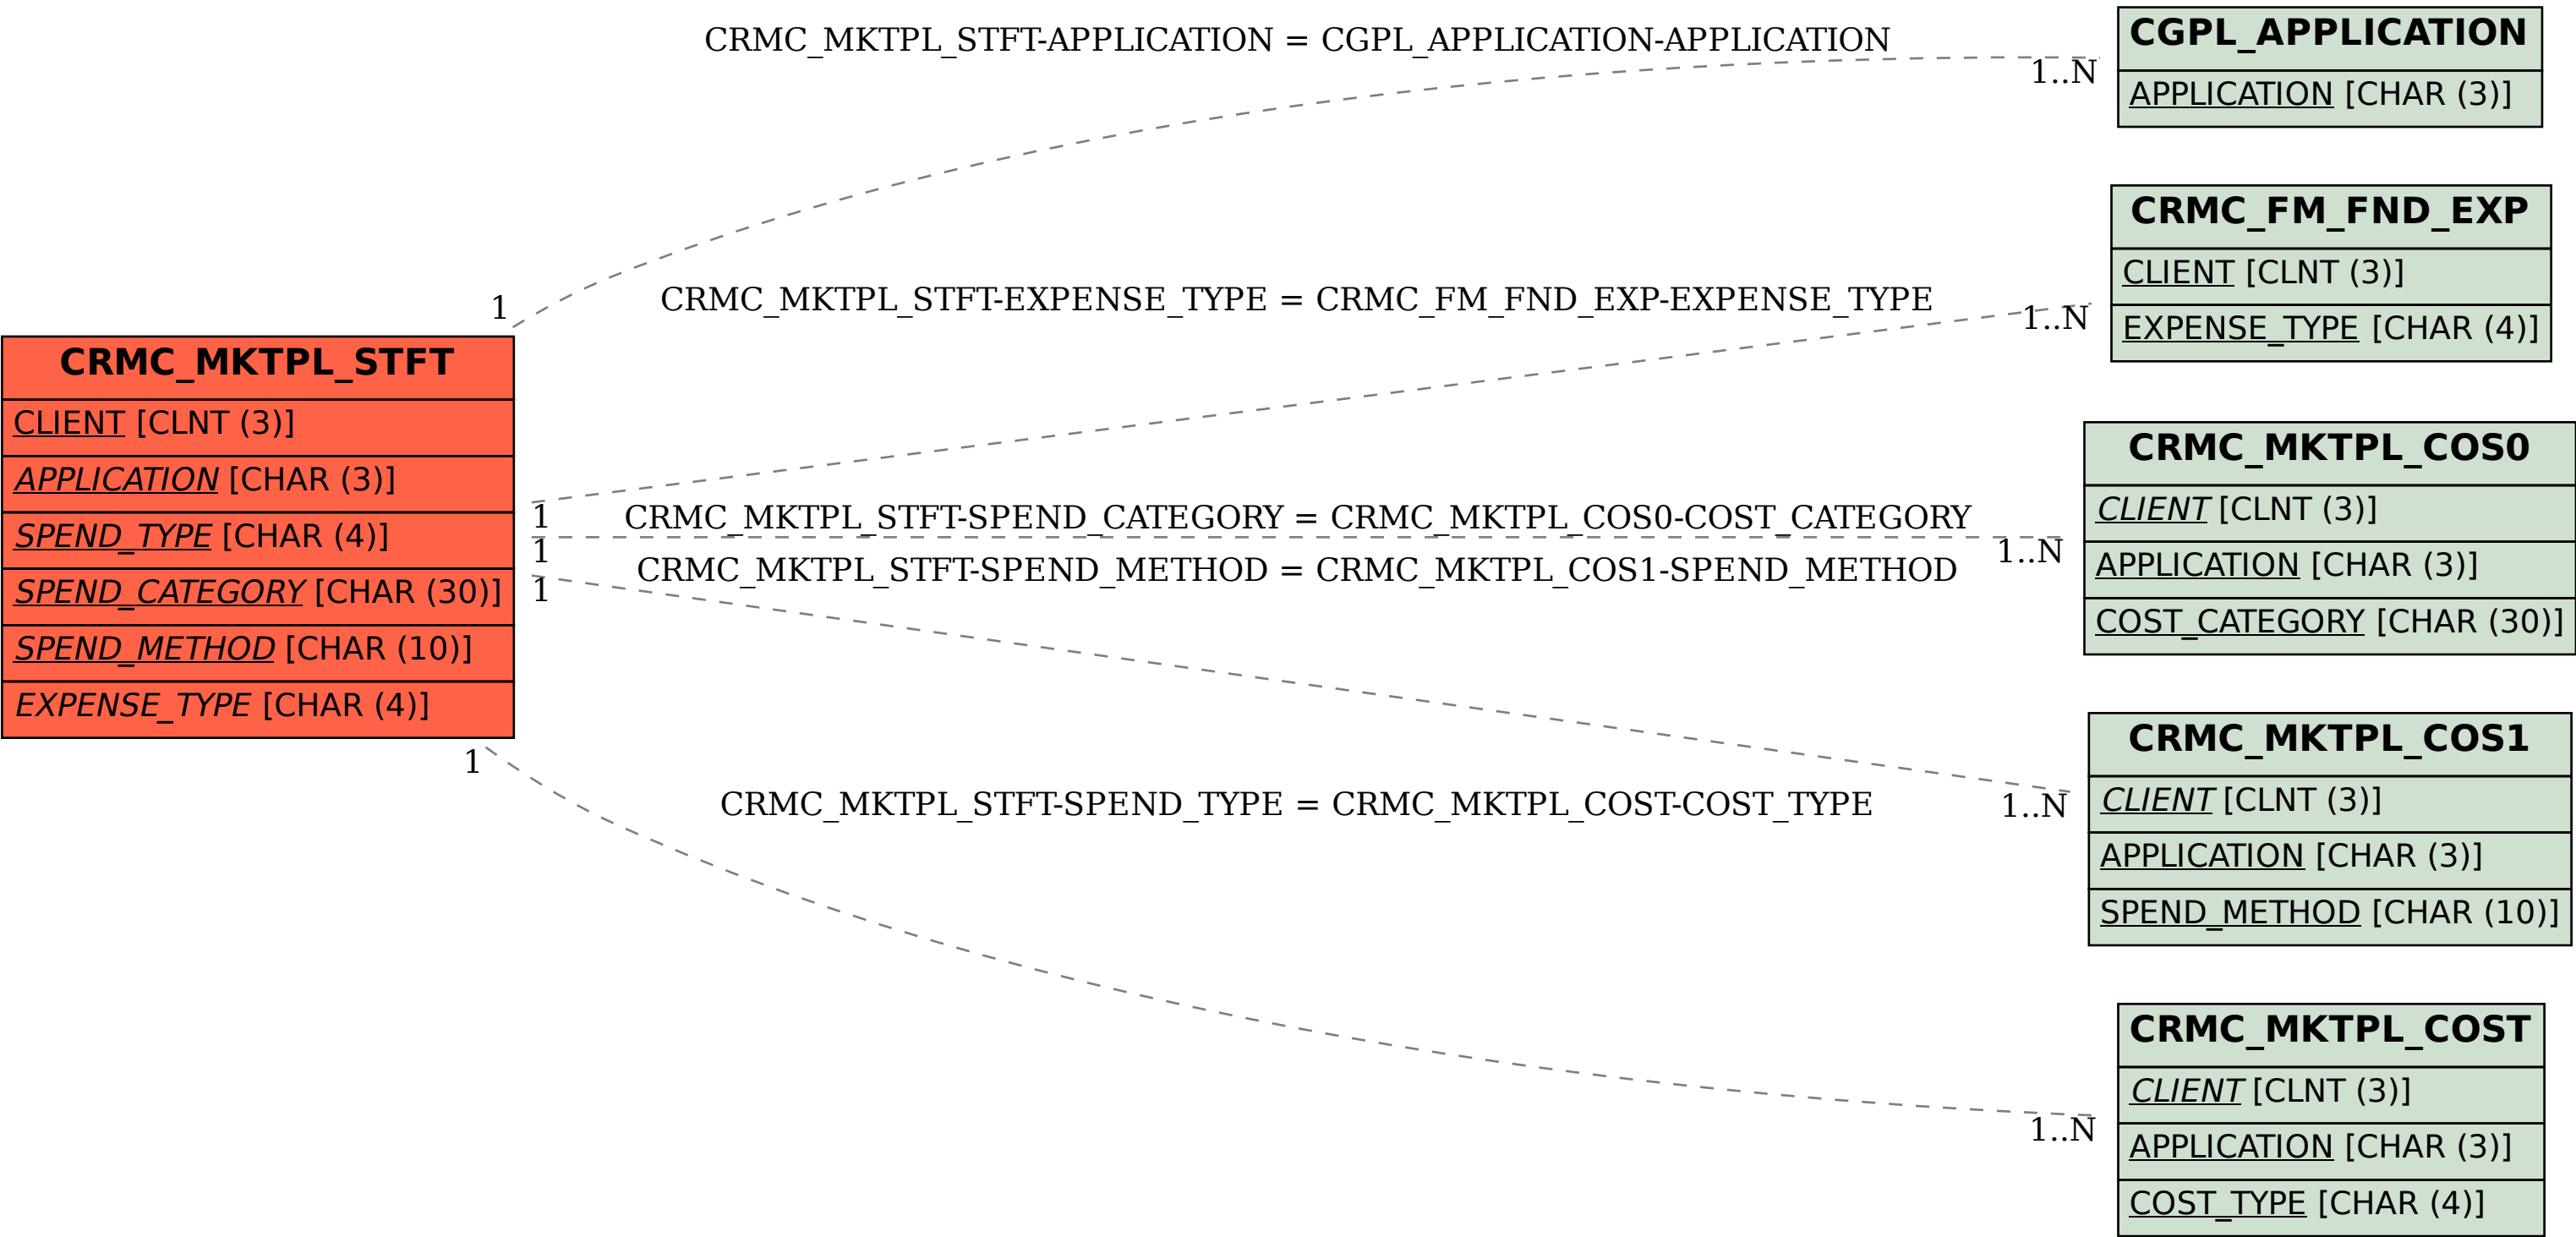 CRMC_MKTPL_STFT
CLIENT [CLNT (3)]
APPLICATION [CHAR (3)]
SPEND_TYPE [CHAR (4)]
SPEND_CATEGORY [CHAR (30)]
SPEND_METHOD [CHAR (10)]
EXPENSE_TYPE [CHAR (4)]
CRMC_MKTPL_STFT-APPLICATION = CGPL_APPLICATION-APPLICATION
1
1..N
CRMC_MKTPL_STFT-EXPENSE_TYPE = CRMC_FM_FND_EXP-EXPENSE_TYPE
1
1..N
CRMC_MKTPL_STFT-SPEND_CATEGORY = CRMC_MKTPL_COS0-COST_CATEGORY
1
1..N
CRMC_MKTPL_STFT-SPEND_METHOD = CRMC_MKTPL_COS1-SPEND_METHOD
1
1..N
CRMC_MKTPL_STFT-SPEND_TYPE = CRMC_MKTPL_COST-COST_TYPE
1
1..N
CGPL_APPLICATION
APPLICATION [CHAR (3)]
CRMC_FM_FND_EXP
CLIENT [CLNT (3)]
EXPENSE_TYPE [CHAR (4)]
CRMC_MKTPL_COS0
CLIENT [CLNT (3)]
APPLICATION [CHAR (3)]
COST_CATEGORY [CHAR (30)]
CRMC_MKTPL_COS1
CLIENT [CLNT (3)]
APPLICATION [CHAR (3)]
SPEND_METHOD [CHAR (10)]
CRMC_MKTPL_COST
CLIENT [CLNT (3)]
APPLICATION [CHAR (3)]
COST_TYPE [CHAR (4)]